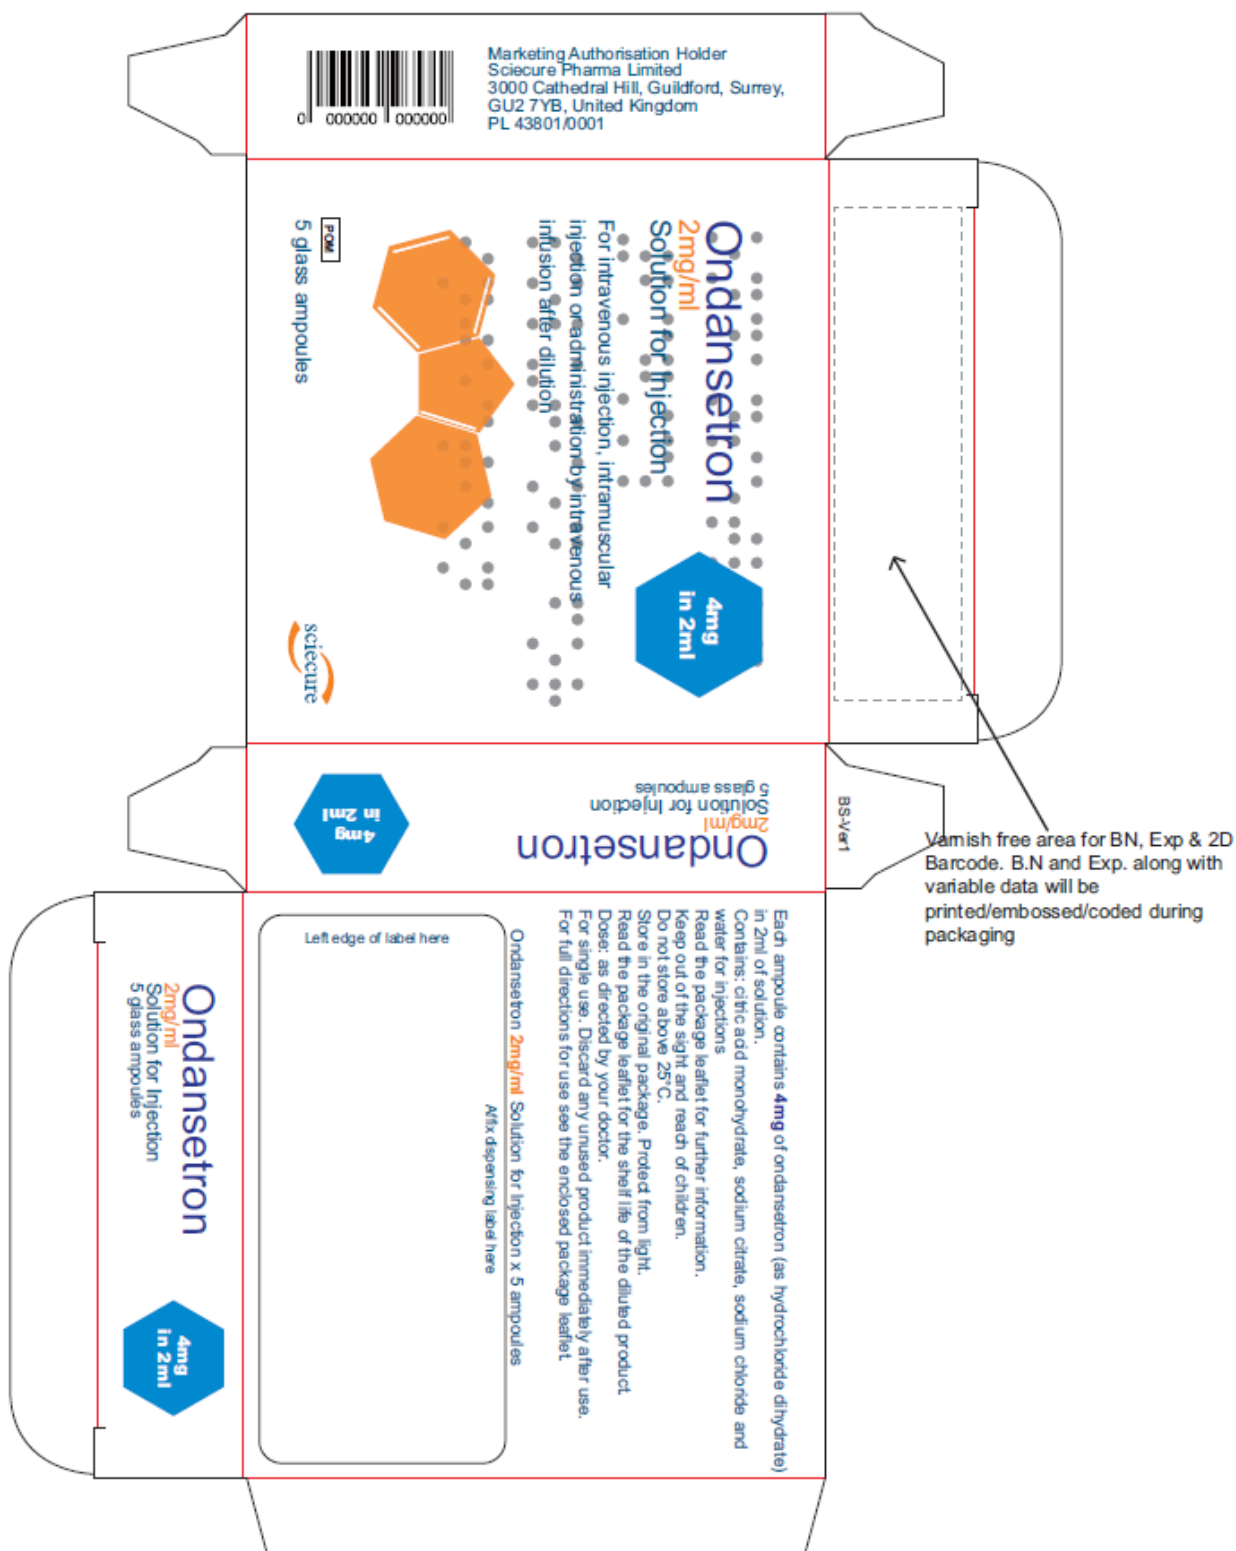 Marketing Authorisation Holder
Sciecure Pharma Limited
3000 Cathedral Hill, Guildford, Surrey,
GU2 7YB, United Kingdom
PL 43801/0001
0 000000 000000
Ondansetron
2mg/ml
Solution for Injection
For intravenous injection, intramuscular
injection or administration by intravenous
infusion after dilution
4mg
in 2ml
POM
5 glass ampoules
sciecure
Ondansetron
2mg/ml
Solution for Injection
5 glass ampoules
4mg
in 2ml
BS-Ver1
Varnish free area for BN, Exp & 2D
Barcode. B.N and Exp. along with
variable data will be
printed/embossed/coded during
packaging
Each ampoule contains 4mg of ondansetron (as hydrochloride dihydrate)
in 2ml of solution.
Contains: citric acid monohydrate, sodium citrate, sodium chloride and
water for injections
Read the package leaflet for further information.
Keep out of the sight and reach of children.
Do not store above 25°C.
Store in the original package. Protect from light.
Read the package leaflet for the shelf life of the diluted product.
Dose: as directed by your doctor.
For single use. Discard any unused product immediately after use.
For full directions for use see the enclosed package leaflet.
Ondansetron 2mg/ml Solution for Injection x 5 ampoules
Affix dispensing label here
Left edge of label here
Ondansetron
2mg/ml
Solution for Injection
5 glass ampoules
4mg
in 2ml